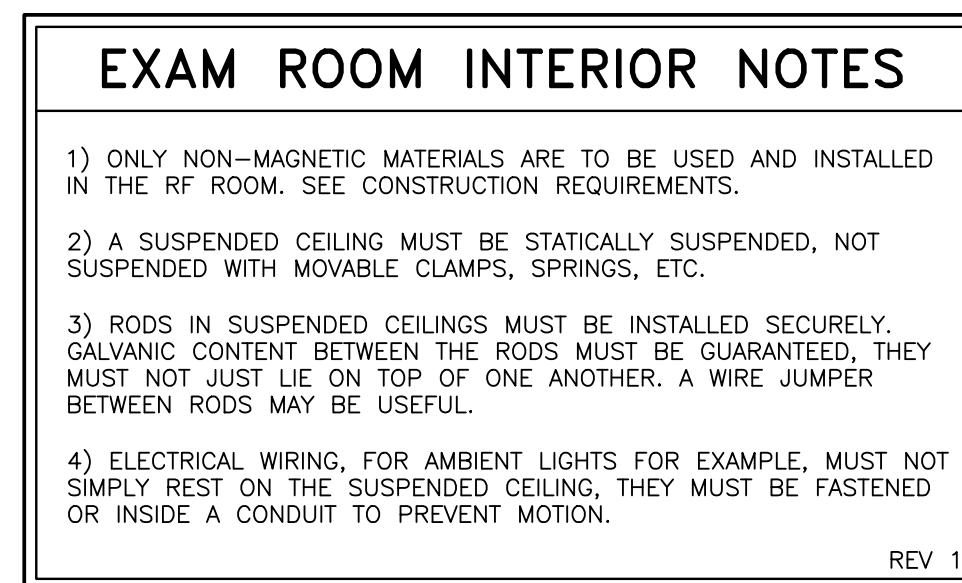 EXAM ROOM INTERIOR NOTES
1) ONLY NON-MAGNETIC MATERIALS ARE TO BE USED AND INSTALLED
IN THE RF ROOM. SEE CONSTRUCTION REQUIREMENTS.
2) A SUSPENDED CEILING MUST BE STATICALLY SUSPENDED, NOT
SUSPENDED WITH MOVABLE CLAMPS, SPRINGS, ETC.
3) RODS IN SUSPENDED CEILINGS MUST BE INSTALLED SECURELY.
GALVANIC CONTENT BETWEEN THE RODS MUST BE GUARANTEED, THEY
MUST NOT JUST LIE ON TOP OF ONE ANOTHER. A WIRE JUMPER
BETWEEN RODS MAY BE USEFUL.
4) ELECTRICAL WIRING, FOR AMBIENT LIGHTS FOR EXAMPLE, MUST NOT
SIMPLY REST ON THE SUSPENDED CEILING, THEY MUST BE FASTENED
OR INSIDE A CONDUIT TO PREVENT MOTION.
REV 1